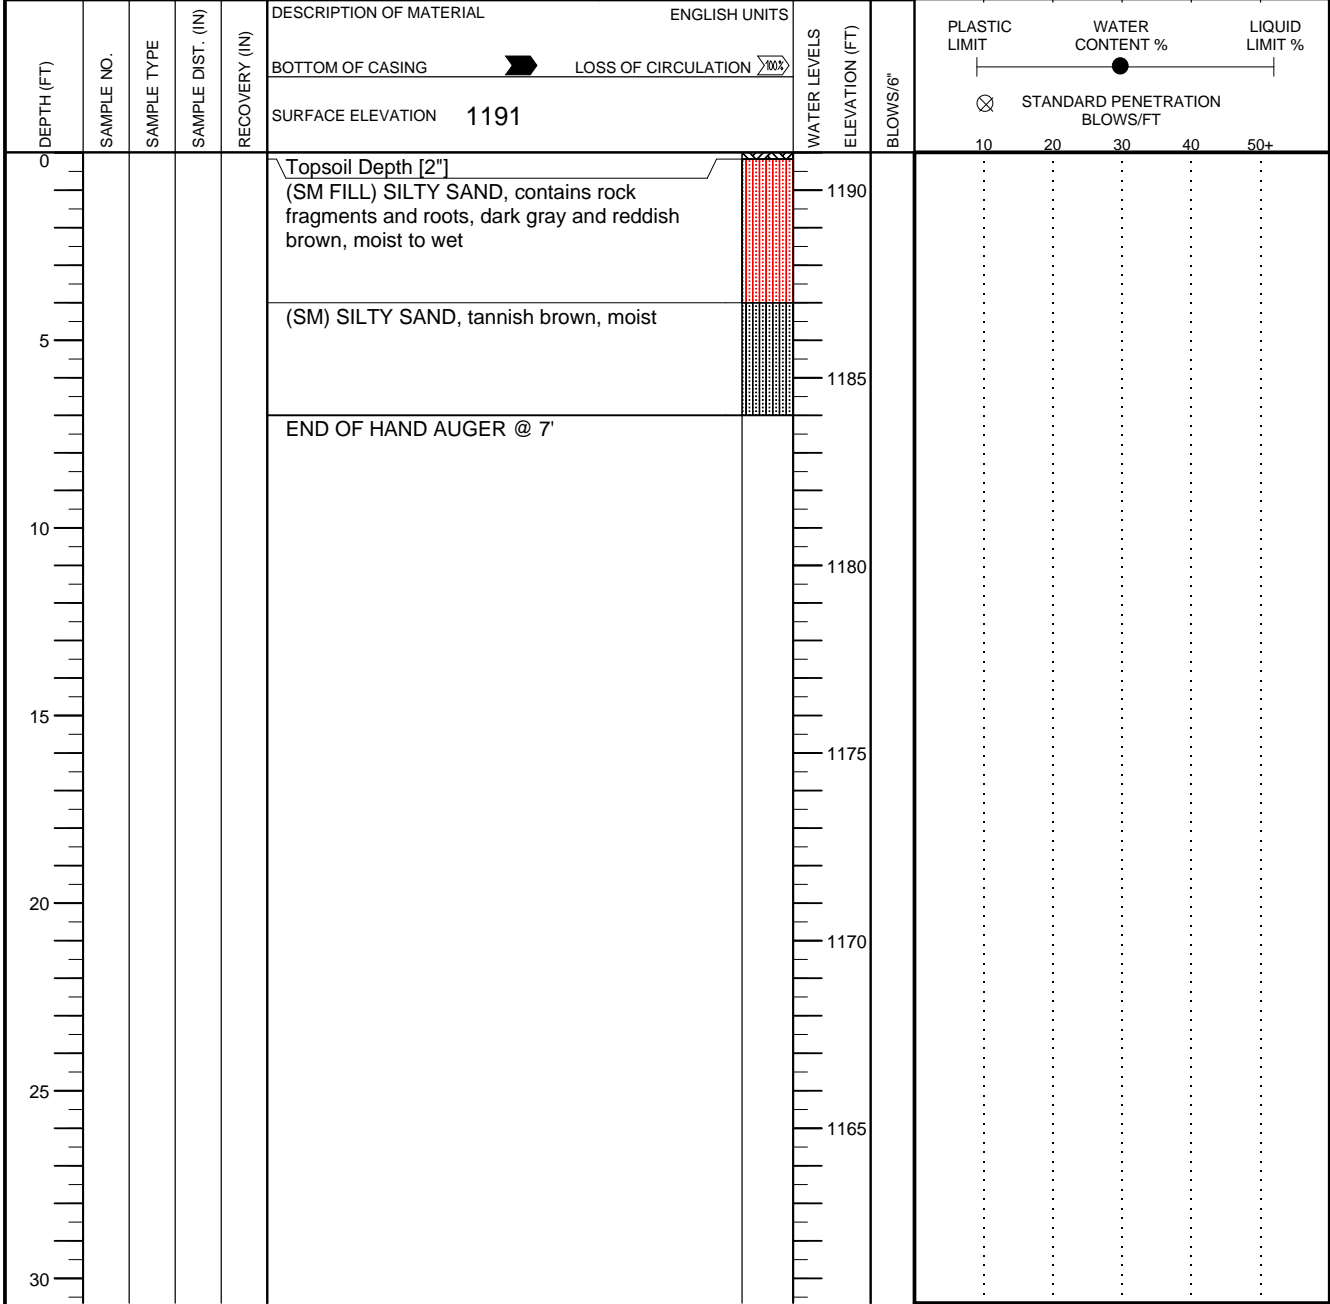 DEPTH (FT)
SAMPLE NO.
SAMPLE TYPE
SAMPLE DIST. (IN)
RECOVERY (IN)
DESCRIPTION OF MATERIAL ENGLISH UNITS
BOTTOM OF CASING LOSS OF CIRCULATION 100%
SURFACE ELEVATION 1191
WATER LEVELS
ELEVATION (FT)
BLOWS/6"
PLASTIC LIMIT
WATER CONTENT %
LIQUID LIMIT %
STANDARD PENETRATION
BLOWS/FT
10 20 30 40 50+
0
Topsoil Depth [2"]
(SM FILL) SILTY SAND, contains rock
fragments and roots, dark gray and reddish
brown, moist to wet
1190
(SM) SILTY SAND, tannish brown, moist
5
1185
END OF HAND AUGER @ 7'
10
1180
15
1175
20
1170
25
1165
30